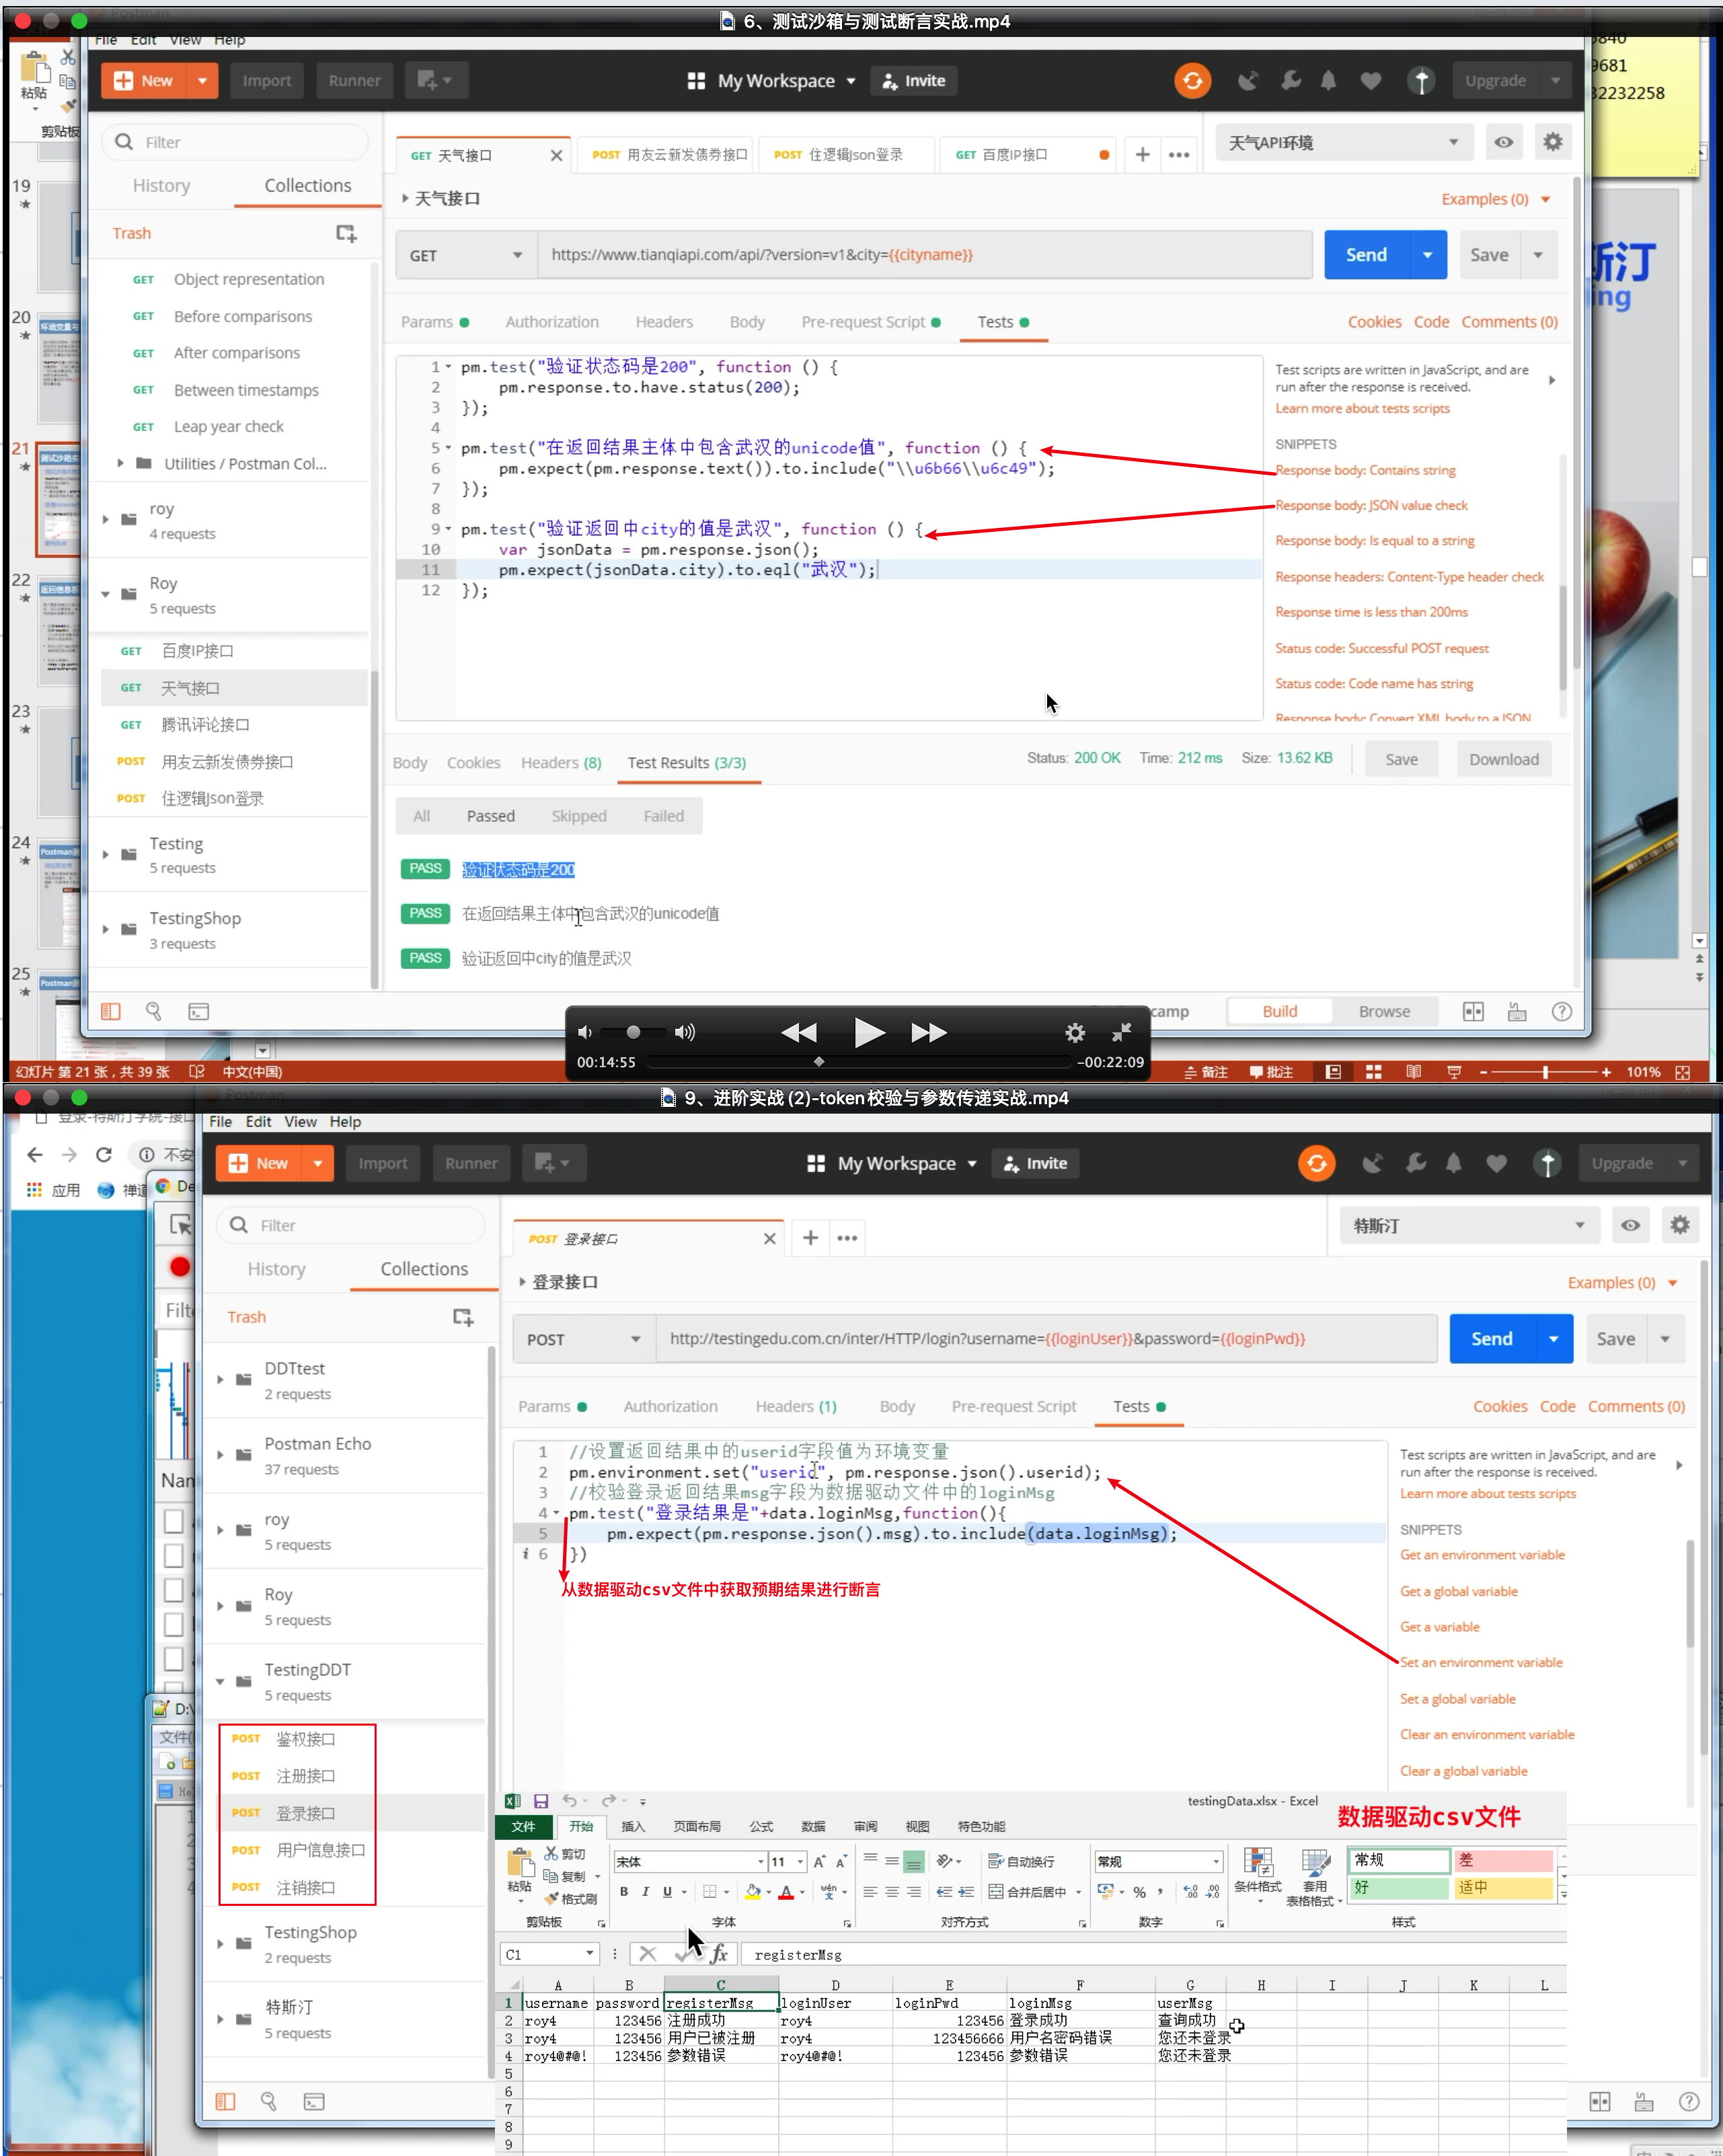 6、测试沙箱与测试断言实战.mp4
File Edit View Help
粘贴
剪贴板
New
Import
Runner
My Workspace
Invite
Upgrade
9681
32232258
Filter
History
Collections
Trash
GET 天气接口
POST 用友云新发债券接口
POST 住逻辑Json登录
GET 百度IP接口
天气API环境
天气接口
Examples (0)
GET
https://www.tianqiapi.com/api/?version=v1&city={{cityname}}
Send
Save
Params
Authorization
Headers
Body
Pre-request Script
Tests
Cookies
Code
Comments (0)
GET Object representation
GET Before comparisons
GET After comparisons
GET Between timestamps
GET Leap year check
Utilities / Postman Col...
roy
4 requests
Roy
5 requests
GET 百度IP接口
GET 天气接口
GET 腾讯评论接口
POST 用友云新发债券接口
POST 住逻辑Json登录
Testing
5 requests
TestingShop
3 requests
1 pm.test("验证状态码是200", function () {
2 pm.response.to.have.status(200);
3 });
4
5 pm.test("在返回结果主体中包含武汉的unicode值", function () {
6 pm.expect(pm.response.text()).to.include("\\u6b66\\u6c49");
7 });
8
9 pm.test("验证返回中city的值是武汉", function () {
10 var jsonData = pm.response.json();
11 pm.expect(jsonData.city).to.eql("武汉");
12 });
Test scripts are written in JavaScript, and are
run after the response is received.
Learn more about tests scripts
SNIPPETS
Response body: Contains string
Response body: JSON value check
Response body: Is equal to a string
Response headers: Content-Type header check
Response time is less than 200ms
Status code: Successful POST request
Status code: Code name has string
Response body: Convert XML body to a JSON
Body
Cookies
Headers (8)
Test Results (3/3)
Status: 200 OK
Time: 212 ms
Size: 13.62 KB
Save
Download
All
Passed
Skipped
Failed
PASS 验证状态码是200
PASS 在返回结果主体中包含武汉的unicode值
PASS 验证返回中city的值是武汉
19
20
21
22
23
24
25
camp
Build
Browse
00:14:55
-00:22:09
幻灯片 第 21 张，共 39 张
中文(中国)
备注
批注
101%
9、进阶实战(2)-token校验与参数传递实战.mp4
登录-特斯汀学院-接口
应用
禅道
File Edit View Help
New
Import
Runner
My Workspace
Invite
Upgrade
Filter
History
Collections
Trash
POST 登录接口
特斯汀
登录接口
Examples (0)
POST
http://testingedu.com.cn/inter/HTTP/login?username={{loginUser}}&password={{loginPwd}}
Send
Save
Params
Authorization
Headers (1)
Body
Pre-request Script
Tests
Cookies
Code
Comments (0)
DDTtest
2 requests
Postman Echo
37 requests
roy
5 requests
Roy
5 requests
TestingDDT
5 requests
POST 鉴权接口
POST 注册接口
POST 登录接口
POST 用户信息接口
POST 注销接口
TestingShop
2 requests
特斯汀
5 requests
1 //设置返回结果中的userid字段值为环境变量
2 pm.environment.set("userid", pm.response.json().userid);
3 //校验登录返回结果msg字段为数据驱动文件中的loginMsg
4 pm.test("登录结果是"+data.loginMsg,function(){
5 pm.expect(pm.response.json().msg).to.include(data.loginMsg);
6 })
从数据驱动csv文件中获取预期结果进行断言
Test scripts are written in JavaScript, and are
run after the response is received.
Learn more about tests scripts
SNIPPETS
Get an environment variable
Get a global variable
Get a variable
Set an environment variable
Set a global variable
Clear an environment variable
Clear a global variable
testingData.xlsx - Excel
数据驱动csv文件
文件
开始
插入
页面布局
公式
数据
审阅
视图
特色功能
粘贴
剪切
复制
格式刷
剪贴板
宋体
11
B I U
字体
自动换行
合并后居中
对齐方式
常规
数字
条件格式
套用
表格格式
常规
差
好
适中
样式
C1
registerMsg
A B C D E F G H I J K L
1 username password registerMsg loginUser loginPwd loginMsg userMsg
2 roy4 123456 注册成功 roy4 123456 登录成功 查询成功
3 roy4 123456 用户已被注册 roy4 123456666 用户名密码错误 您还未登录
4 roy4@#@! 123456 参数错误 roy4@#@! 123456 参数错误 您还未登录
5
6
7
8
9